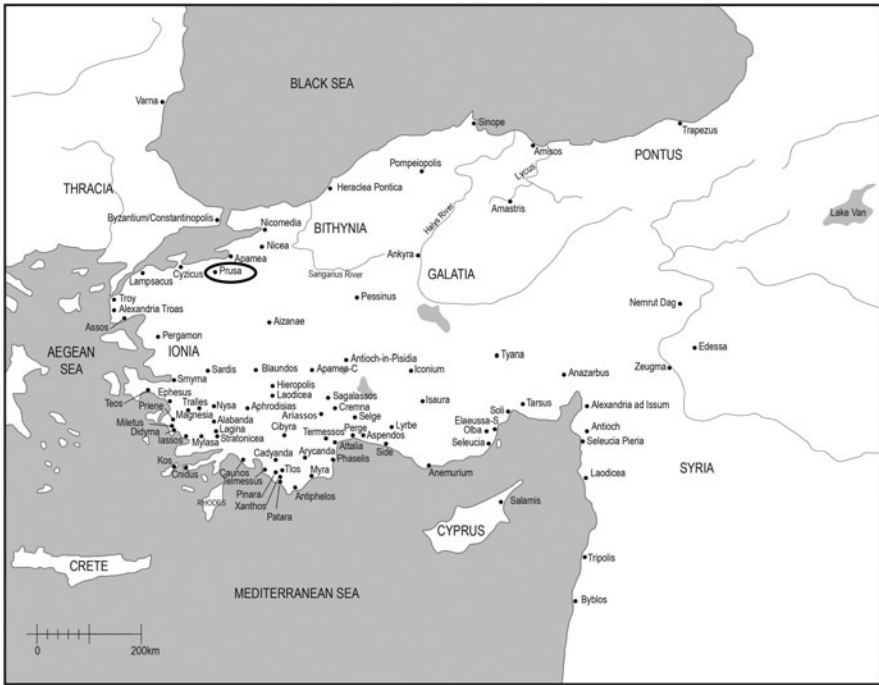 BLACK SEA
Varna
Sinope
Trapezus
Amisos
PONTUS
Pompeiopolis
Lycus
THRACIA
Heraclea Pontica
Amastris
Halys River
Lake Van
Byzantium/Constantinopolis
Nicomedia
BITHYNIA
Nicea
Ankyra
Apamea
Cyzicus
Prusa
Sangarius River
GALATIA
Lampsacus
Pessinus
Nemrut Dag
Troy
Alexandria Troas
Assos
Aizanae
Pergamon
Edessa
AEGEAN
SEA
IONIA
Tyana
Zeugma
Antioch-in-Pisidia
Sardis
Blaundos
Apamea-C
Iconium
Anazarbus
Smyrna
Hieropolis
Ephesus
Laodicea
Teos
Priene
Tralles
Nysa
Aphrodisias
Sagalassos
Isaura
Tarsus
Alexandria ad Issum
Magnesia
Cremna
Soli
Ariassos
Selge
Elaeussa-S
Miletus
Alabanda
Lyrbe
Olba
Antioch
Didyma
Lagina
Cibyra
Perge
Aspendos
Seleucia
Seleucia Pieria
Iassos
Mylasa
Stratonicea
Termessos
Attalia
Side
Kos
Cadyanda
Arycanda
Phaselis
Anemurium
SYRIA
Cnidus
Caunos
Telmessus
Tlos
Myra
Laodicea
Pinara
Antiphelos
RHODES
Xanthos
Salamis
Patara
CYPRUS
Tripolis
CRETE
MEDITERRANEAN SEA
Byblos
0
200km